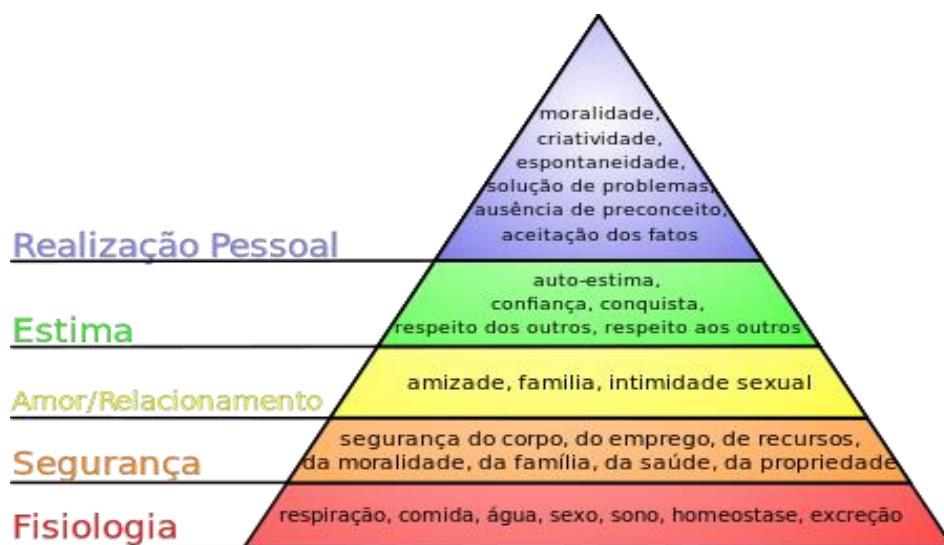 moralidade,
criatividade,
espontaneidade,
solução de problemas,
ausência de preconceito,
aceitação dos fatos
Realização Pessoal
auto-estima,
confiança, conquista,
respeito dos outros, respeito aos outros
Estima
amizade, familia, intimidade sexual
Amor/Relacionamento
segurança do corpo, do emprego, de recursos,
da moralidade, da família, da saúde, da propriedade
Segurança
respiração, comida, água, sexo, sono, homeostase, excreção
Fisiologia